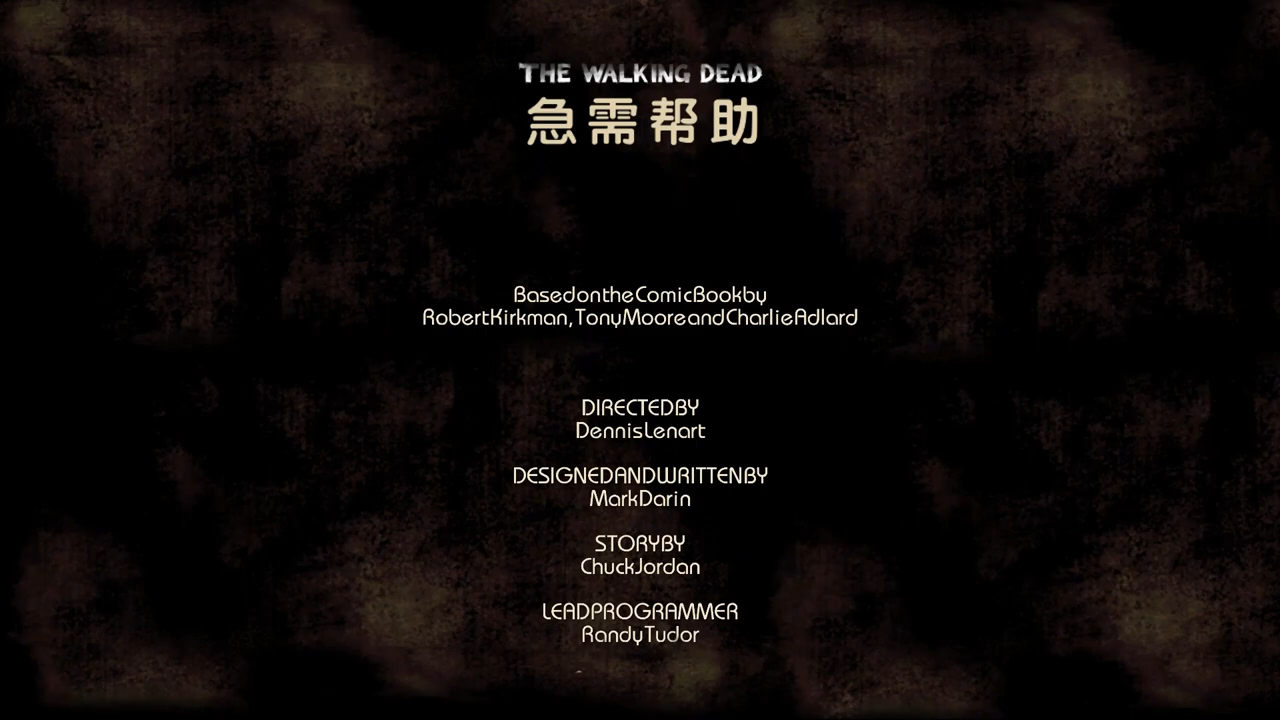 THE WALKING DEAD
急需帮助
BasedontheComicBookby
RobertKirkman,TonyMooreandCharlieAdlard
DIRECTEDBY
DennisLenart
DESIGNEDANDWRITTENBY
MarkDarin
STORYBY
ChuckJordan
LEADPROGRAMMER
RandyTudor